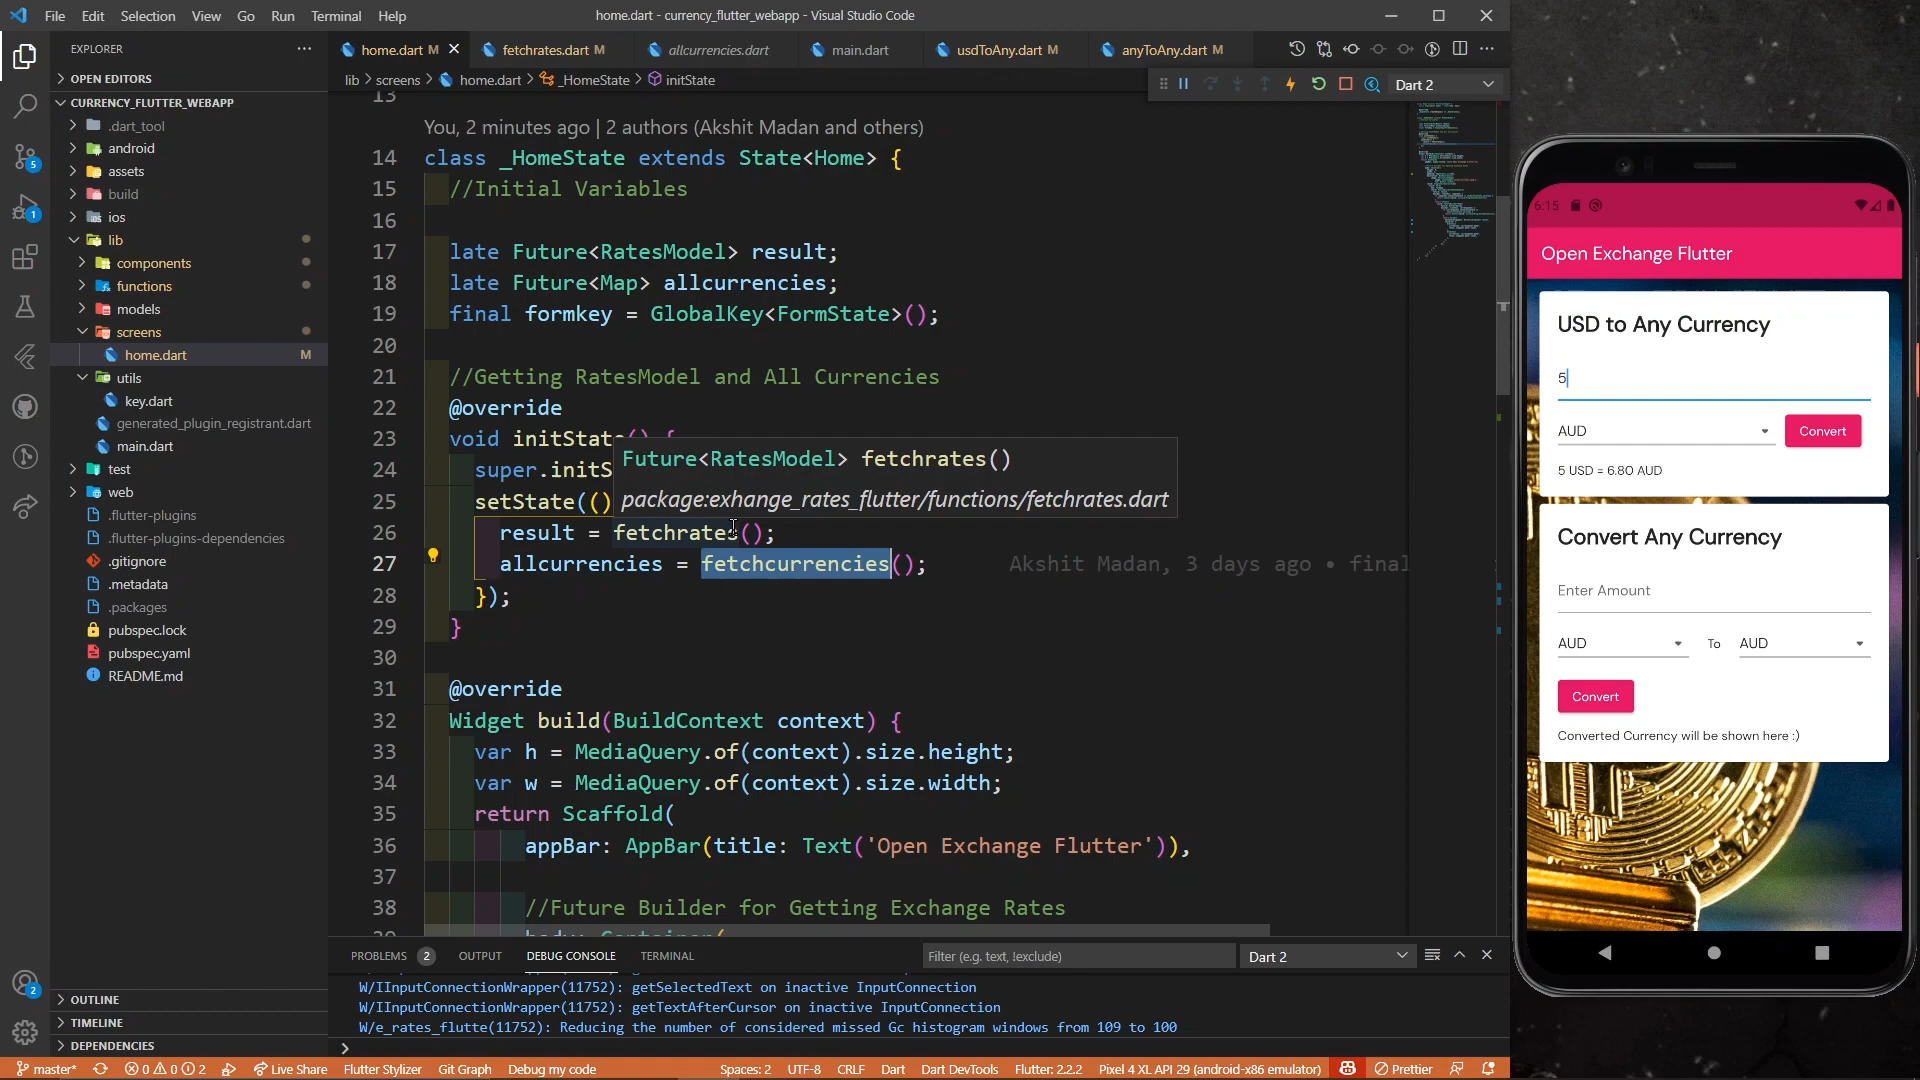 File Edit Selection View Go Run Terminal Help
home.dart - currency_flutter_webapp - Visual Studio Code
EXPLORER
OPEN EDITORS
CURRENCY_FLUTTER_WEBAPP
.dart_tool
android
assets
build
ios
lib
components
functions
models
screens
home.dart M
utils
key.dart
generated_plugin_registrant.dart
main.dart
test
web
.flutter-plugins
.flutter-plugins-dependencies
.gitignore
.metadata
.packages
pubspec.lock
pubspec.yaml
README.md
OUTLINE
TIMELINE
DEPENDENCIES
5
1
2
home.dart M fetchrates.dart M allcurrencies.dart main.dart usdToAny.dart M anyToAny.dart M
lib > screens > home.dart > _HomeState > initState
Dart 2
13
You, 2 minutes ago | 2 authors (Akshit Madan and others)
14 class _HomeState extends State<Home> {
15 //Initial Variables
16
17 late Future<RatesModel> result;
18 late Future<Map> allcurrencies;
19 final formkey = GlobalKey<FormState>();
20
21 //Getting RatesModel and All Currencies
22 @override
23 void initState() {
24 super.initS
25 setState(()
Future<RatesModel> fetchrates()
package:exhange_rates_flutter/functions/fetchrates.dart
26 result = fetchrates();
27 allcurrencies = fetchcurrencies(); Akshit Madan, 3 days ago • final
28 });
29 }
30
31 @override
32 Widget build(BuildContext context) {
33 var h = MediaQuery.of(context).size.height;
34 var w = MediaQuery.of(context).size.width;
35 return Scaffold(
36 appBar: AppBar(title: Text('Open Exchange Flutter')),
37
38 //Future Builder for Getting Exchange Rates
39 body: Container(
PROBLEMS 2 OUTPUT DEBUG CONSOLE TERMINAL
Filter (e.g. text, !exclude)
Dart 2
W/IInputConnectionWrapper(11752): getSelectedText on inactive InputConnection
W/IInputConnectionWrapper(11752): getTextAfterCursor on inactive InputConnection
W/e_rates_flutte(11752): Reducing the number of considered missed Gc histogram windows from 109 to 100
master* 0 0 2 Live Share Flutter Stylizer Git Graph Debug my code
Spaces: 2 UTF-8 CRLF Dart Dart DevTools Flutter: 2.2.2 Pixel 4 XL API 29 (android-x86 emulator) Prettier
6:15
Open Exchange Flutter
USD to Any Currency
5
AUD
Convert
5 USD = 6.80 AUD
Convert Any Currency
Enter Amount
AUD To AUD
Convert
Converted Currency will be shown here :)